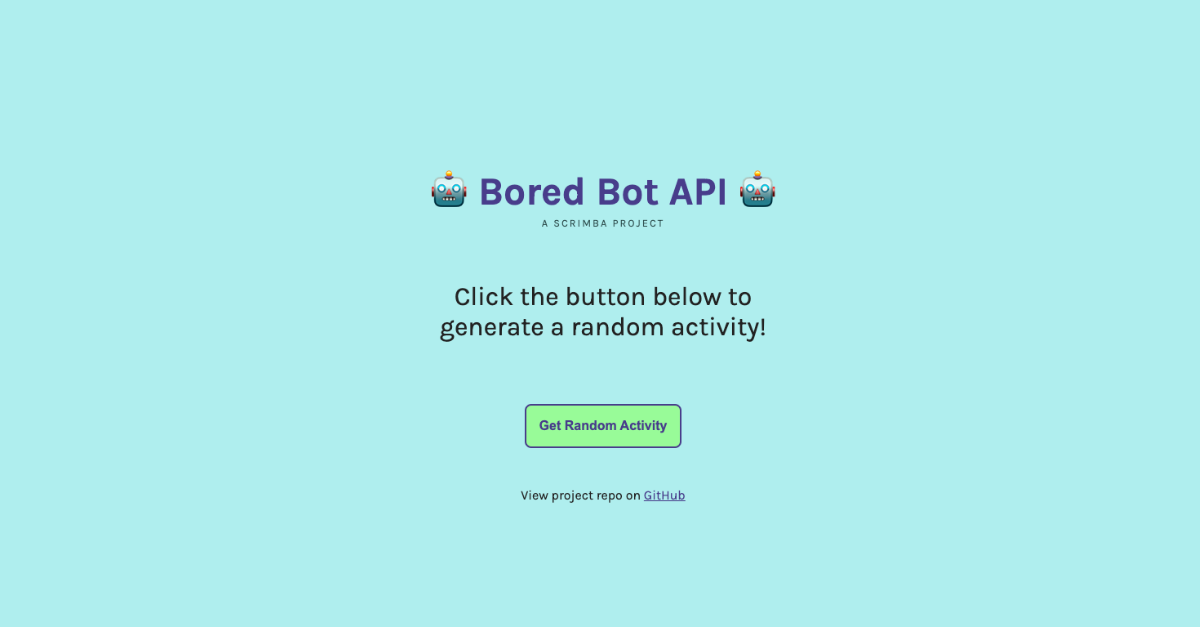 🤖 Bored Bot API 🤖
A SCRIMBA PROJECT
Click the button below to
generate a random activity!
Get Random Activity
View project repo on GitHub